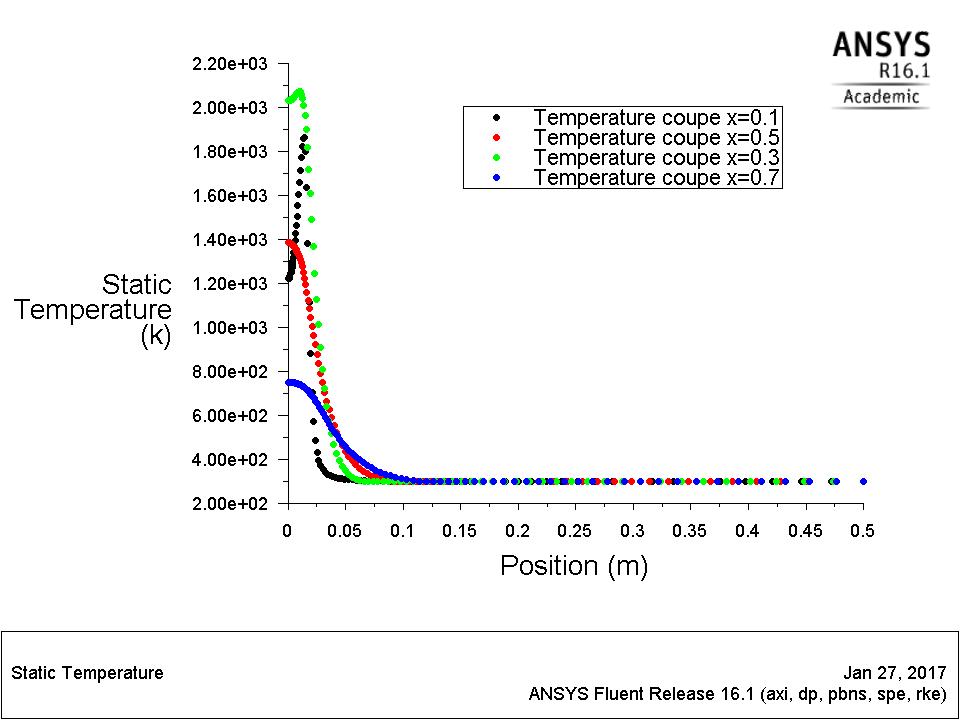 ANSYS
R16.1
Academic
2.20e+03
2.00e+03
1.80e+03
1.60e+03
1.40e+03
1.20e+03
1.00e+03
8.00e+02
6.00e+02
4.00e+02
2.00e+02
Static
Temperature
(k)
Temperature coupe x=0.1
Temperature coupe x=0.5
Temperature coupe x=0.3
Temperature coupe x=0.7
0 0.05 0.1 0.15 0.2 0.25 0.3 0.35 0.4 0.45 0.5
Position (m)
Static Temperature
Jan 27, 2017
ANSYS Fluent Release 16.1 (axi, dp, pbns, spe, rke)